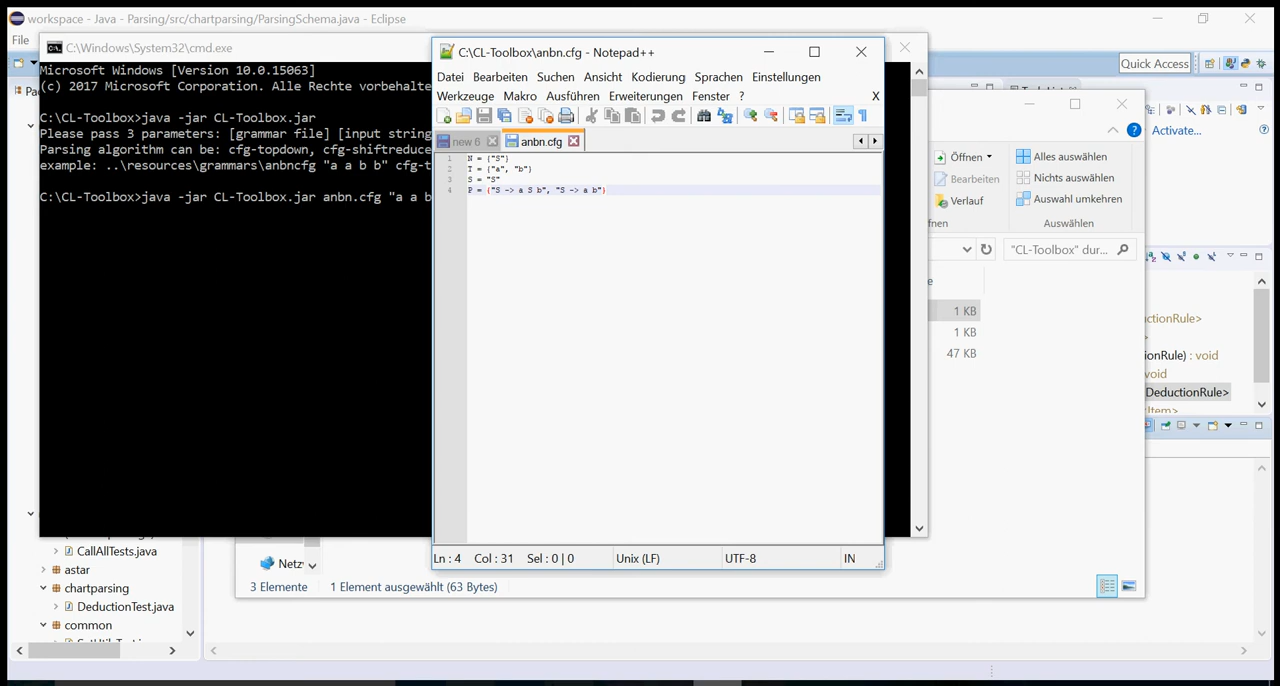 workspace - Java - Parsing/src/chartparsing/ParsingSchema.java - Eclipse
File
C:\Windows\System32\cmd.exe
Microsoft Windows [Version 10.0.15063]
(c) 2017 Microsoft Corporation. Alle Rechte vorbehalte
C:\CL-Toolbox>java -jar CL-Toolbox.jar
Please pass 3 parameters: [grammar file] [input string
Parsing algorithm can be: cfg-topdown, cfg-shiftreduce
example: ..\resources\grammars\anbncfg "a a b b" cfg-t
C:\CL-Toolbox>java -jar CL-Toolbox.jar anbn.cfg "a a b
C:\CL-Toolbox\anbn.cfg - Notepad++
Datei Bearbeiten Suchen Ansicht Kodierung Sprachen Einstellungen
Werkzeuge Makro Ausführen Erweiterungen Fenster ? X
new 6 anbn.cfg
1 N = {"S"}
2 T = {"a", "b"}
3 S = "S"
4 P = {"S -> a S b", "S -> a b"}
Ln : 4 Col : 31 Sel : 0 | 0 Unix (LF) UTF-8 IN
Quick Access
Activate...
Öffnen Alles auswählen
Bearbeiten Nichts auswählen
Verlauf Auswahl umkehren
fnen Auswählen
"CL-Toolbox" dur...
e
1 KB
1 KB
47 KB
uctionRule>
onRule) : void
void
DeductionRule>
Item>
Netz
3 Elemente 1 Element ausgewählt (63 Bytes)
Pa
CallAllTests.java
astar
chartparsing
DeductionTest.java
common